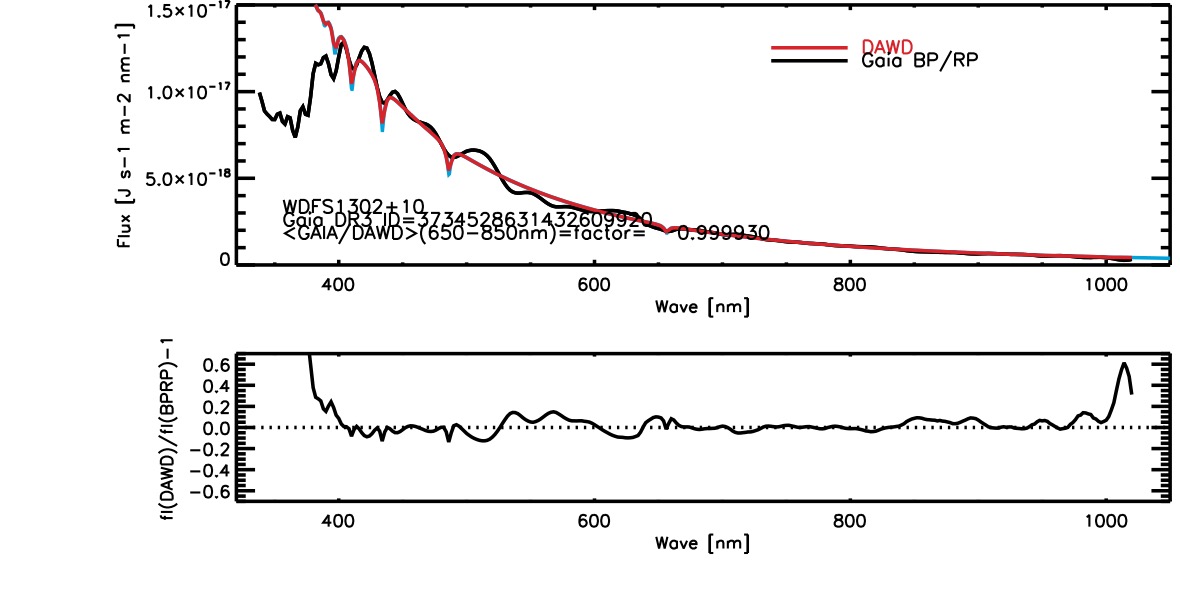 1.5×10−17
1.0×10−17
5.0×10−18
0
Flux [J s−1 m−2 nm−1]
DAWD
Gaia BP/RP
WDFS1302+10
Gaia DR3 ID=3734528631432609920
<GAIA/DAWD>(650−850nm)=factor= 0.999930
400 600 800 1000
Wave [nm]
0.6
0.4
0.2
0.0
−0.2
−0.4
−0.6
fl(DAWD)/fl(BPRP)−1
400 600 800 1000
Wave [nm]